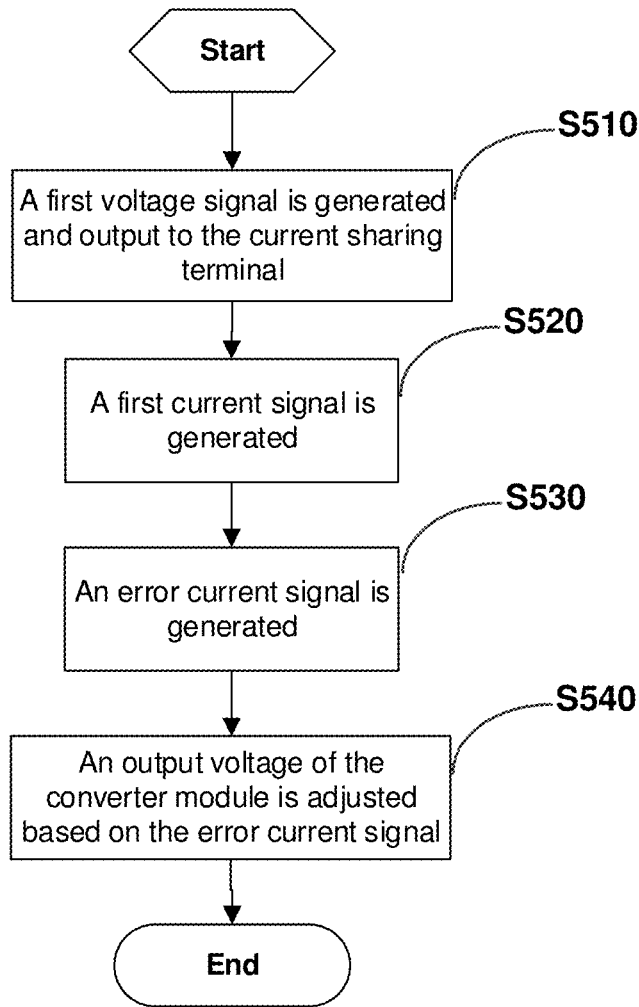 Start
S510
A first voltage signal is generated
and output to the current sharing
terminal
S520
A first current signal is
generated
S530
An error current signal is
generated
S540
An output voltage of the
converter module is adjusted
based on the error current signal
End